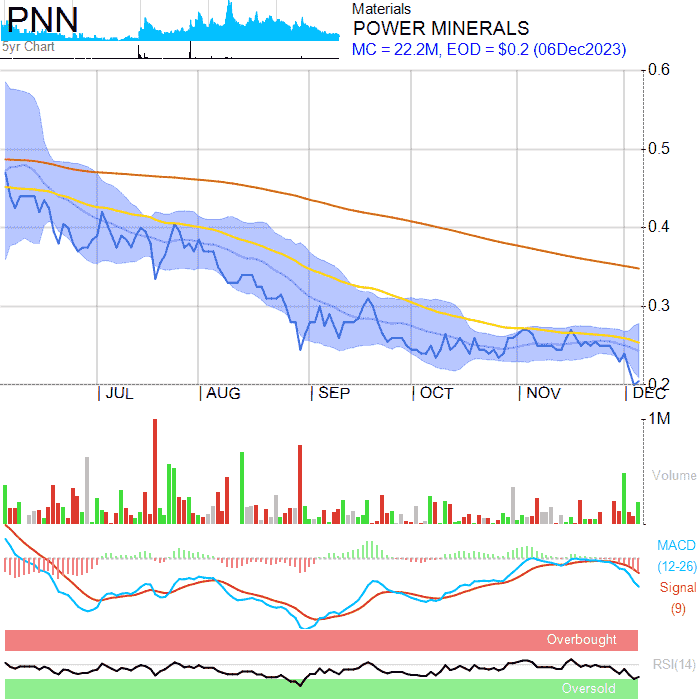 PNN
5yr Chart
Materials
POWER MINERALS
MC = 22.2M, EOD = $0.2 (06Dec2023)
0.6
0.5
0.4
0.3
0.2
JUL
AUG
SEP
OCT
NOV
DEC
1M
Volume
MACD
(12-26)
Signal
(9)
Overbought
RSI(14)
Oversold